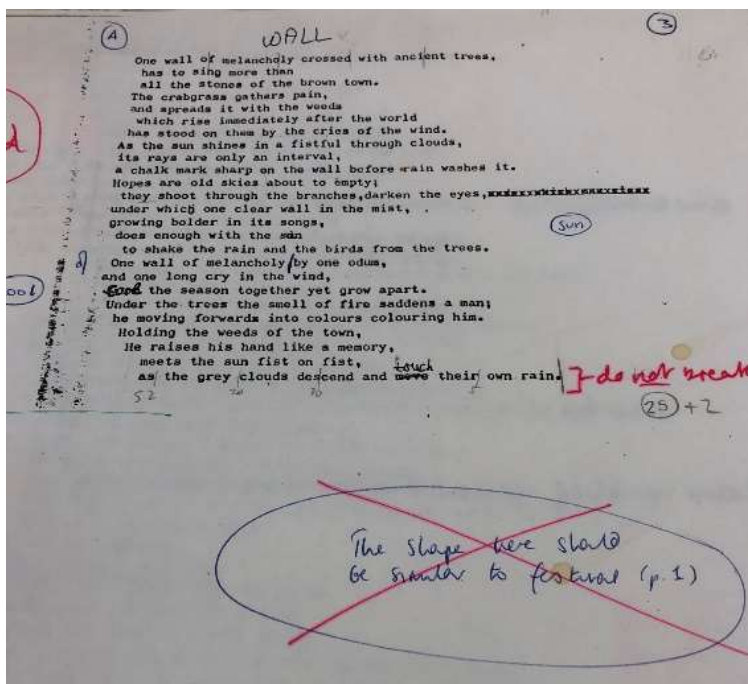 4
3
WALL
One wall of melancholy crossed with ancient trees,
has to sing more than
all the stones of the brown town.
The crabgrass gathers pain,
and spreads it with the weeds
which rise immediately after the world
has stood on them by the cries of the wind.
As the sun shines in a fistful through clouds,
its rays are only an interval,
a chalk mark sharp on the wall before rain washes it.
Hopes are old skies about to empty;
they shoot through the branches,darken the eyes,
under which one clear wall in the mist,
growing bolder in its songs,
does enough with the sun
sun
to shake the rain and the birds from the trees.
One wall of melancholy by one odum,
and one long cry in the wind,
the season together yet grow apart.
Under the trees the smell of fire saddens a man;
he moving forwards into colours colouring him.
Holding the weeds of the town,
He raises his hand like a memory,
meets the sun fist on fist,
touch
as the grey clouds descend and move their own rain.
do not break
52
25 + 2
The shape here should
be similar to festival (p.1)